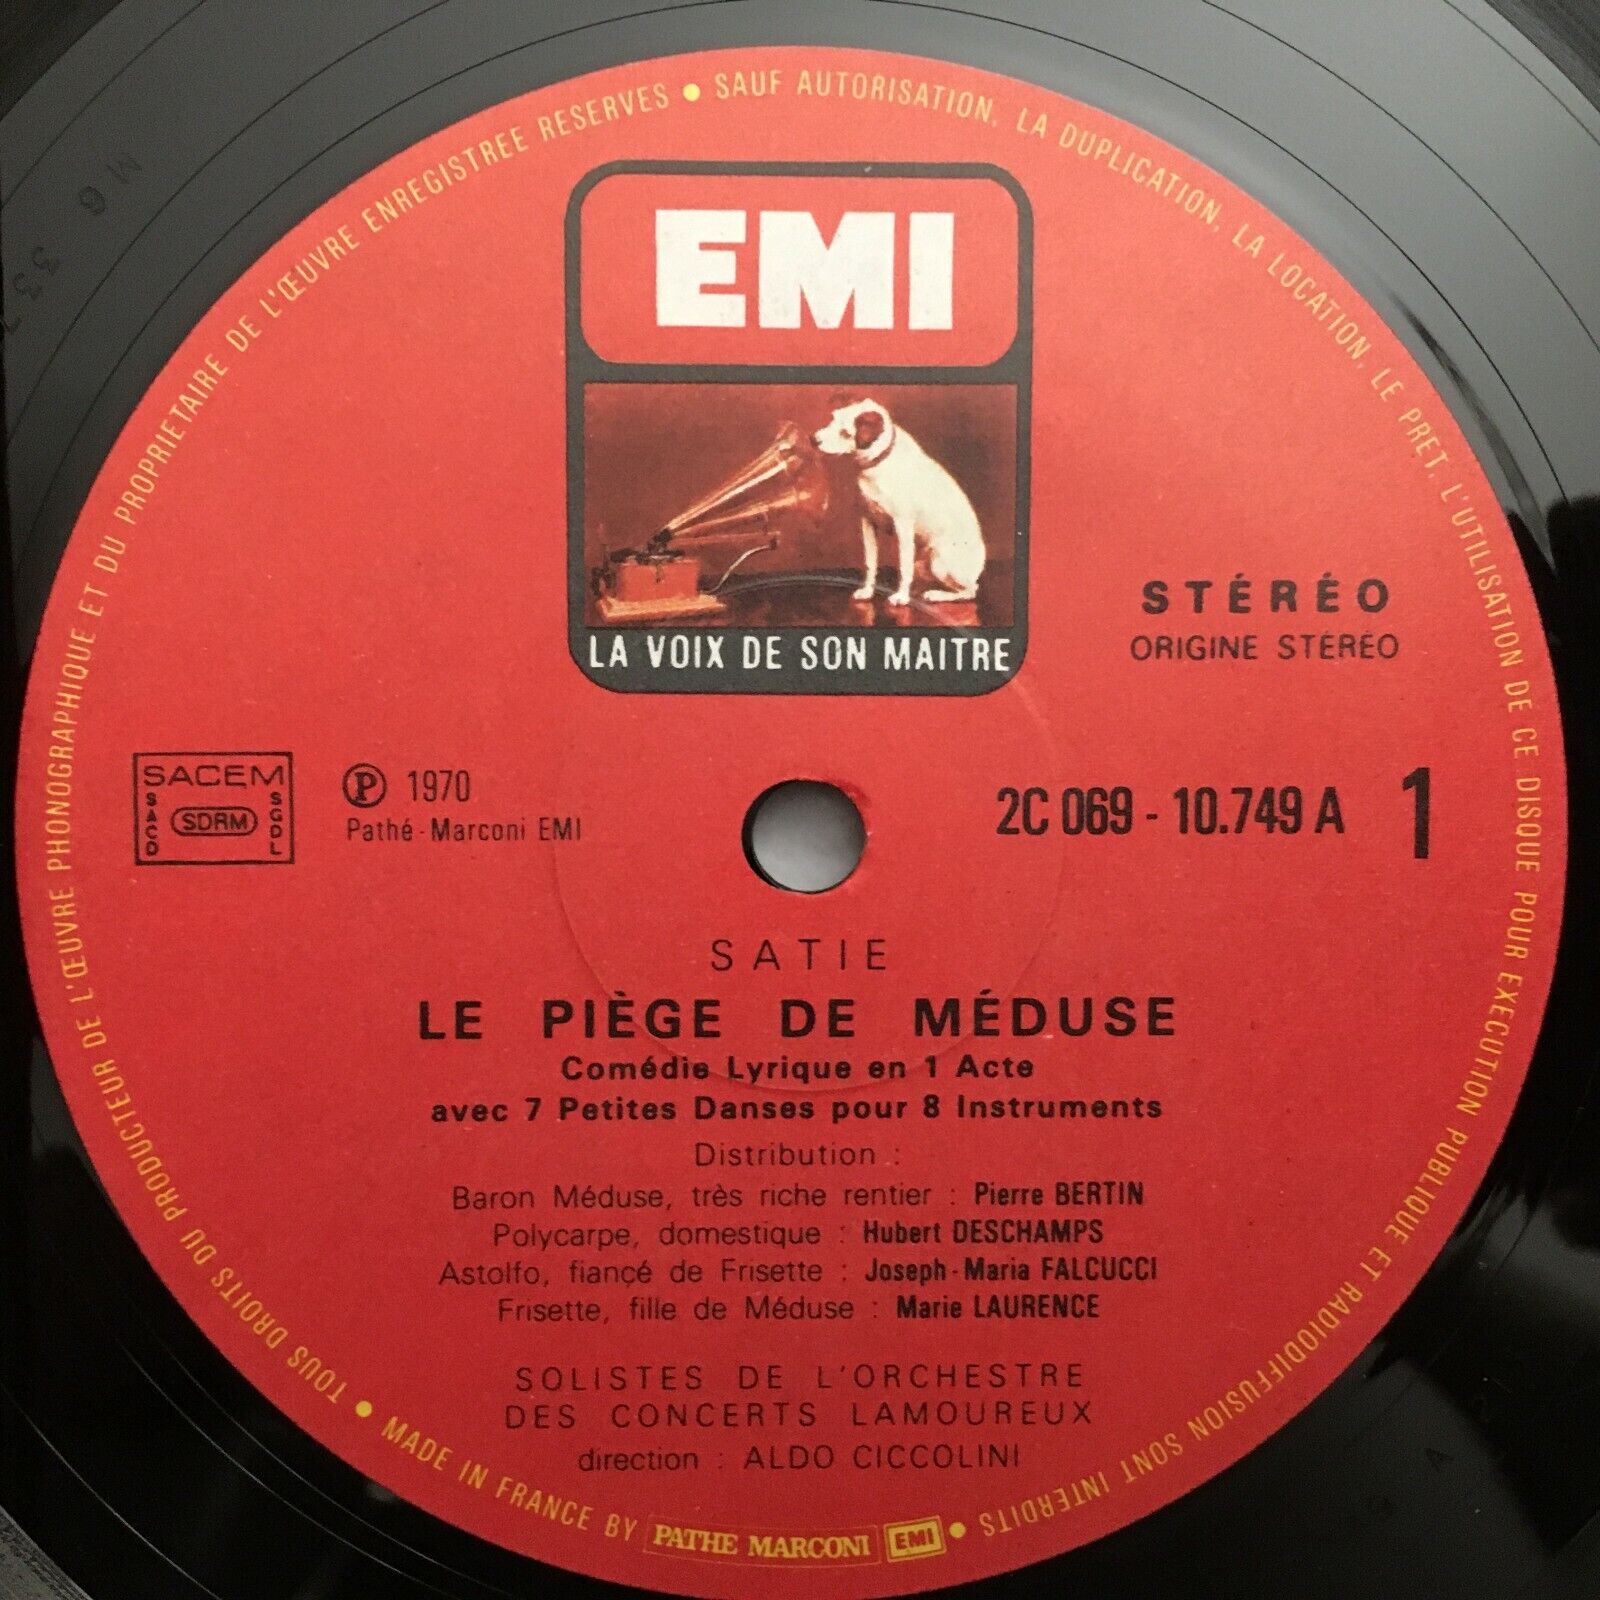 TOUS DROITS DU PRODUCTEUR DE L'ŒUVRE PHONOGRAPHIQUE ET DU PROPRIETAIRE DE L'ŒUVRE ENREGISTREE RESERVES • SAUF AUTORISATION, LA DUPLICATION, LA LOCATION, LE PRET, L'UTILISATION DE CE DISQUE POUR EXECUTION PUBLIQUE ET RADIODIFFUSION SONT INTERDITS •
EMI
LA VOIX DE SON MAITRE
STÉRÉO
ORIGINE STÉRÉO
SACEM
SACD
SDRM
SGDL
Ⓟ 1970
Pathé-Marconi EMI
2C 069 - 10.749 A 1
SATIE
LE PIÈGE DE MÉDUSE
Comédie Lyrique en 1 Acte
avec 7 Petites Danses pour 8 Instruments
Distribution :
Baron Méduse, très riche rentier : Pierre BERTIN
Polycarpe, domestique : Hubert DESCHAMPS
Astolfo, fiançé de Frisette : Joseph-Maria FALCUCCI
Frisette, fille de Méduse : Marie LAURENCE
SOLISTES DE L'ORCHESTRE
DES CONCERTS LAMOUREUX
direction : ALDO CICCOLINI
• MADE IN FRANCE BY PATHE MARCONI EMI •